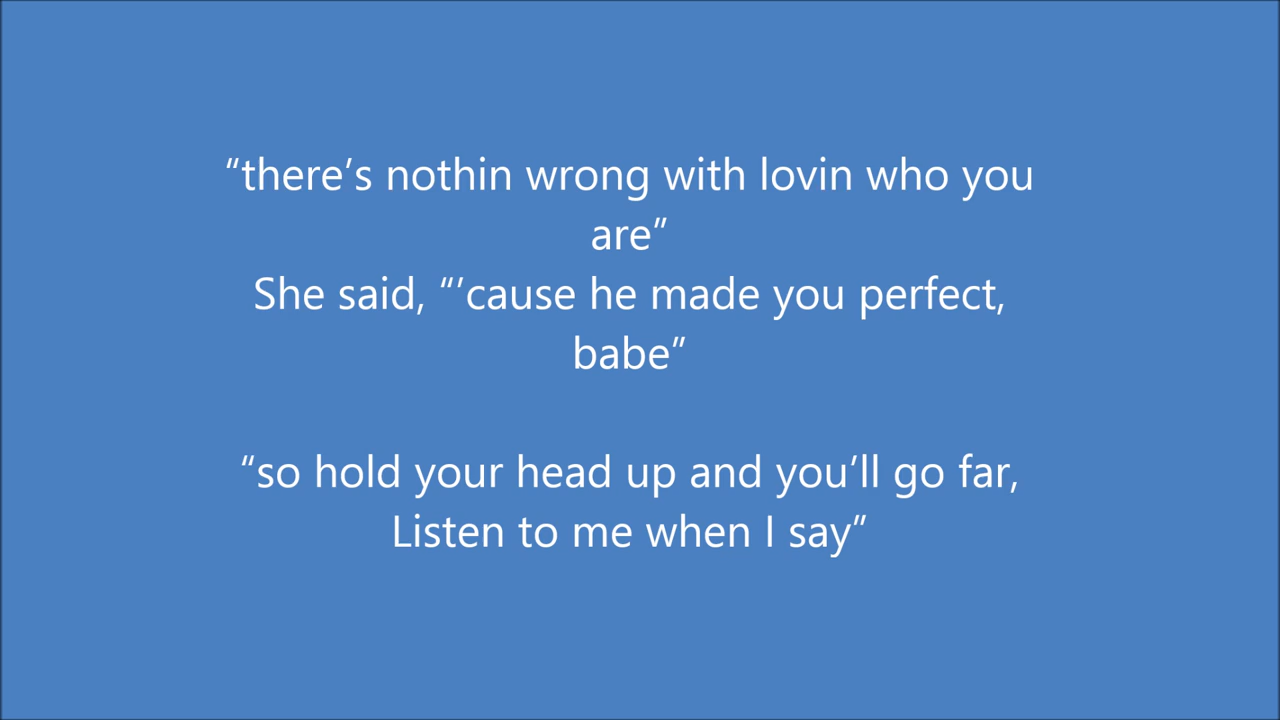 “there’s nothin wrong with lovin who you
are”
She said, “’cause he made you perfect,
babe”
“so hold your head up and you’ll go far,
Listen to me when I say”